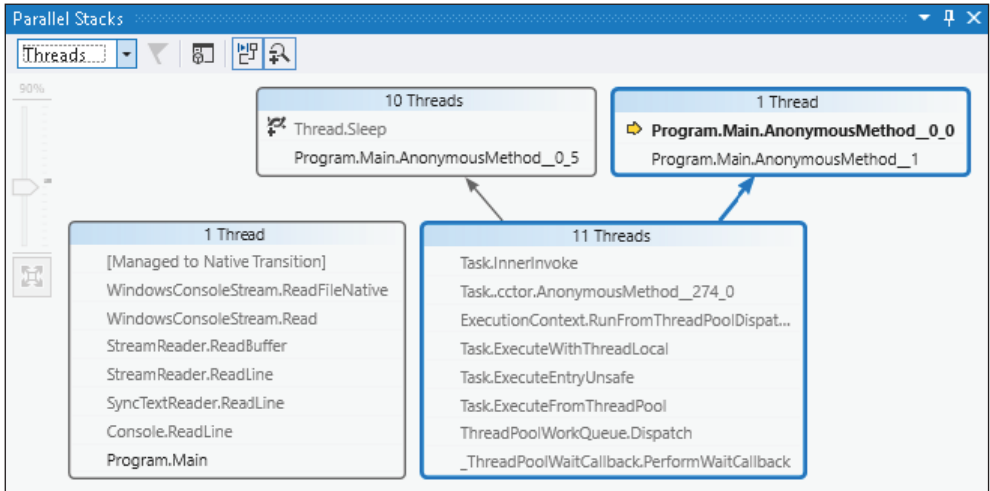 Parallel Stacks
Threads
90%
10 Threads
Thread.Sleep
Program.Main.AnonymousMethod__0_5
1 Thread
Program.Main.AnonymousMethod__0_0
Program.Main.AnonymousMethod__1
1 Thread
[Managed to Native Transition]
WindowsConsoleStream.ReadFileNative
WindowsConsoleStream.Read
StreamReader.ReadBuffer
StreamReader.ReadLine
SyncTextReader.ReadLine
Console.ReadLine
Program.Main
11 Threads
Task.InnerInvoke
Task..cctor.AnonymousMethod__274_0
ExecutionContext.RunFromThreadPoolDispat...
Task.ExecuteWithThreadLocal
Task.ExecuteEntryUnsafe
Task.ExecuteFromThreadPool
ThreadPoolWorkQueue.Dispatch
_ThreadPoolWaitCallback.PerformWaitCallback